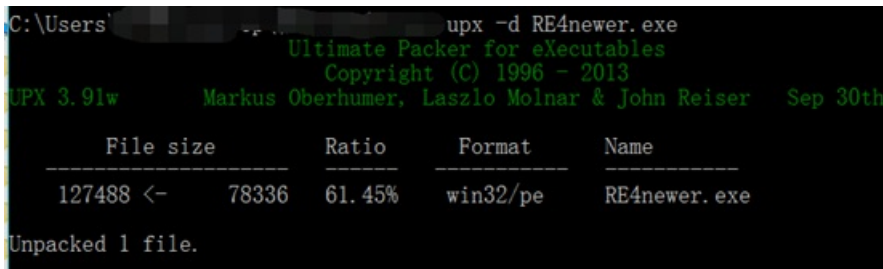 C:\Users\ upx -d RE4newer.exe
Ultimate Packer for eXecutables
Copyright (C) 1996 - 2013
UPX 3.91w Markus Oberhumer, Laszlo Molnar & John Reiser Sep 30th
File size Ratio Format Name
-------------------- ------ ----------- -----------
127488 <- 78336 61.45% win32/pe RE4newer.exe
Unpacked 1 file.